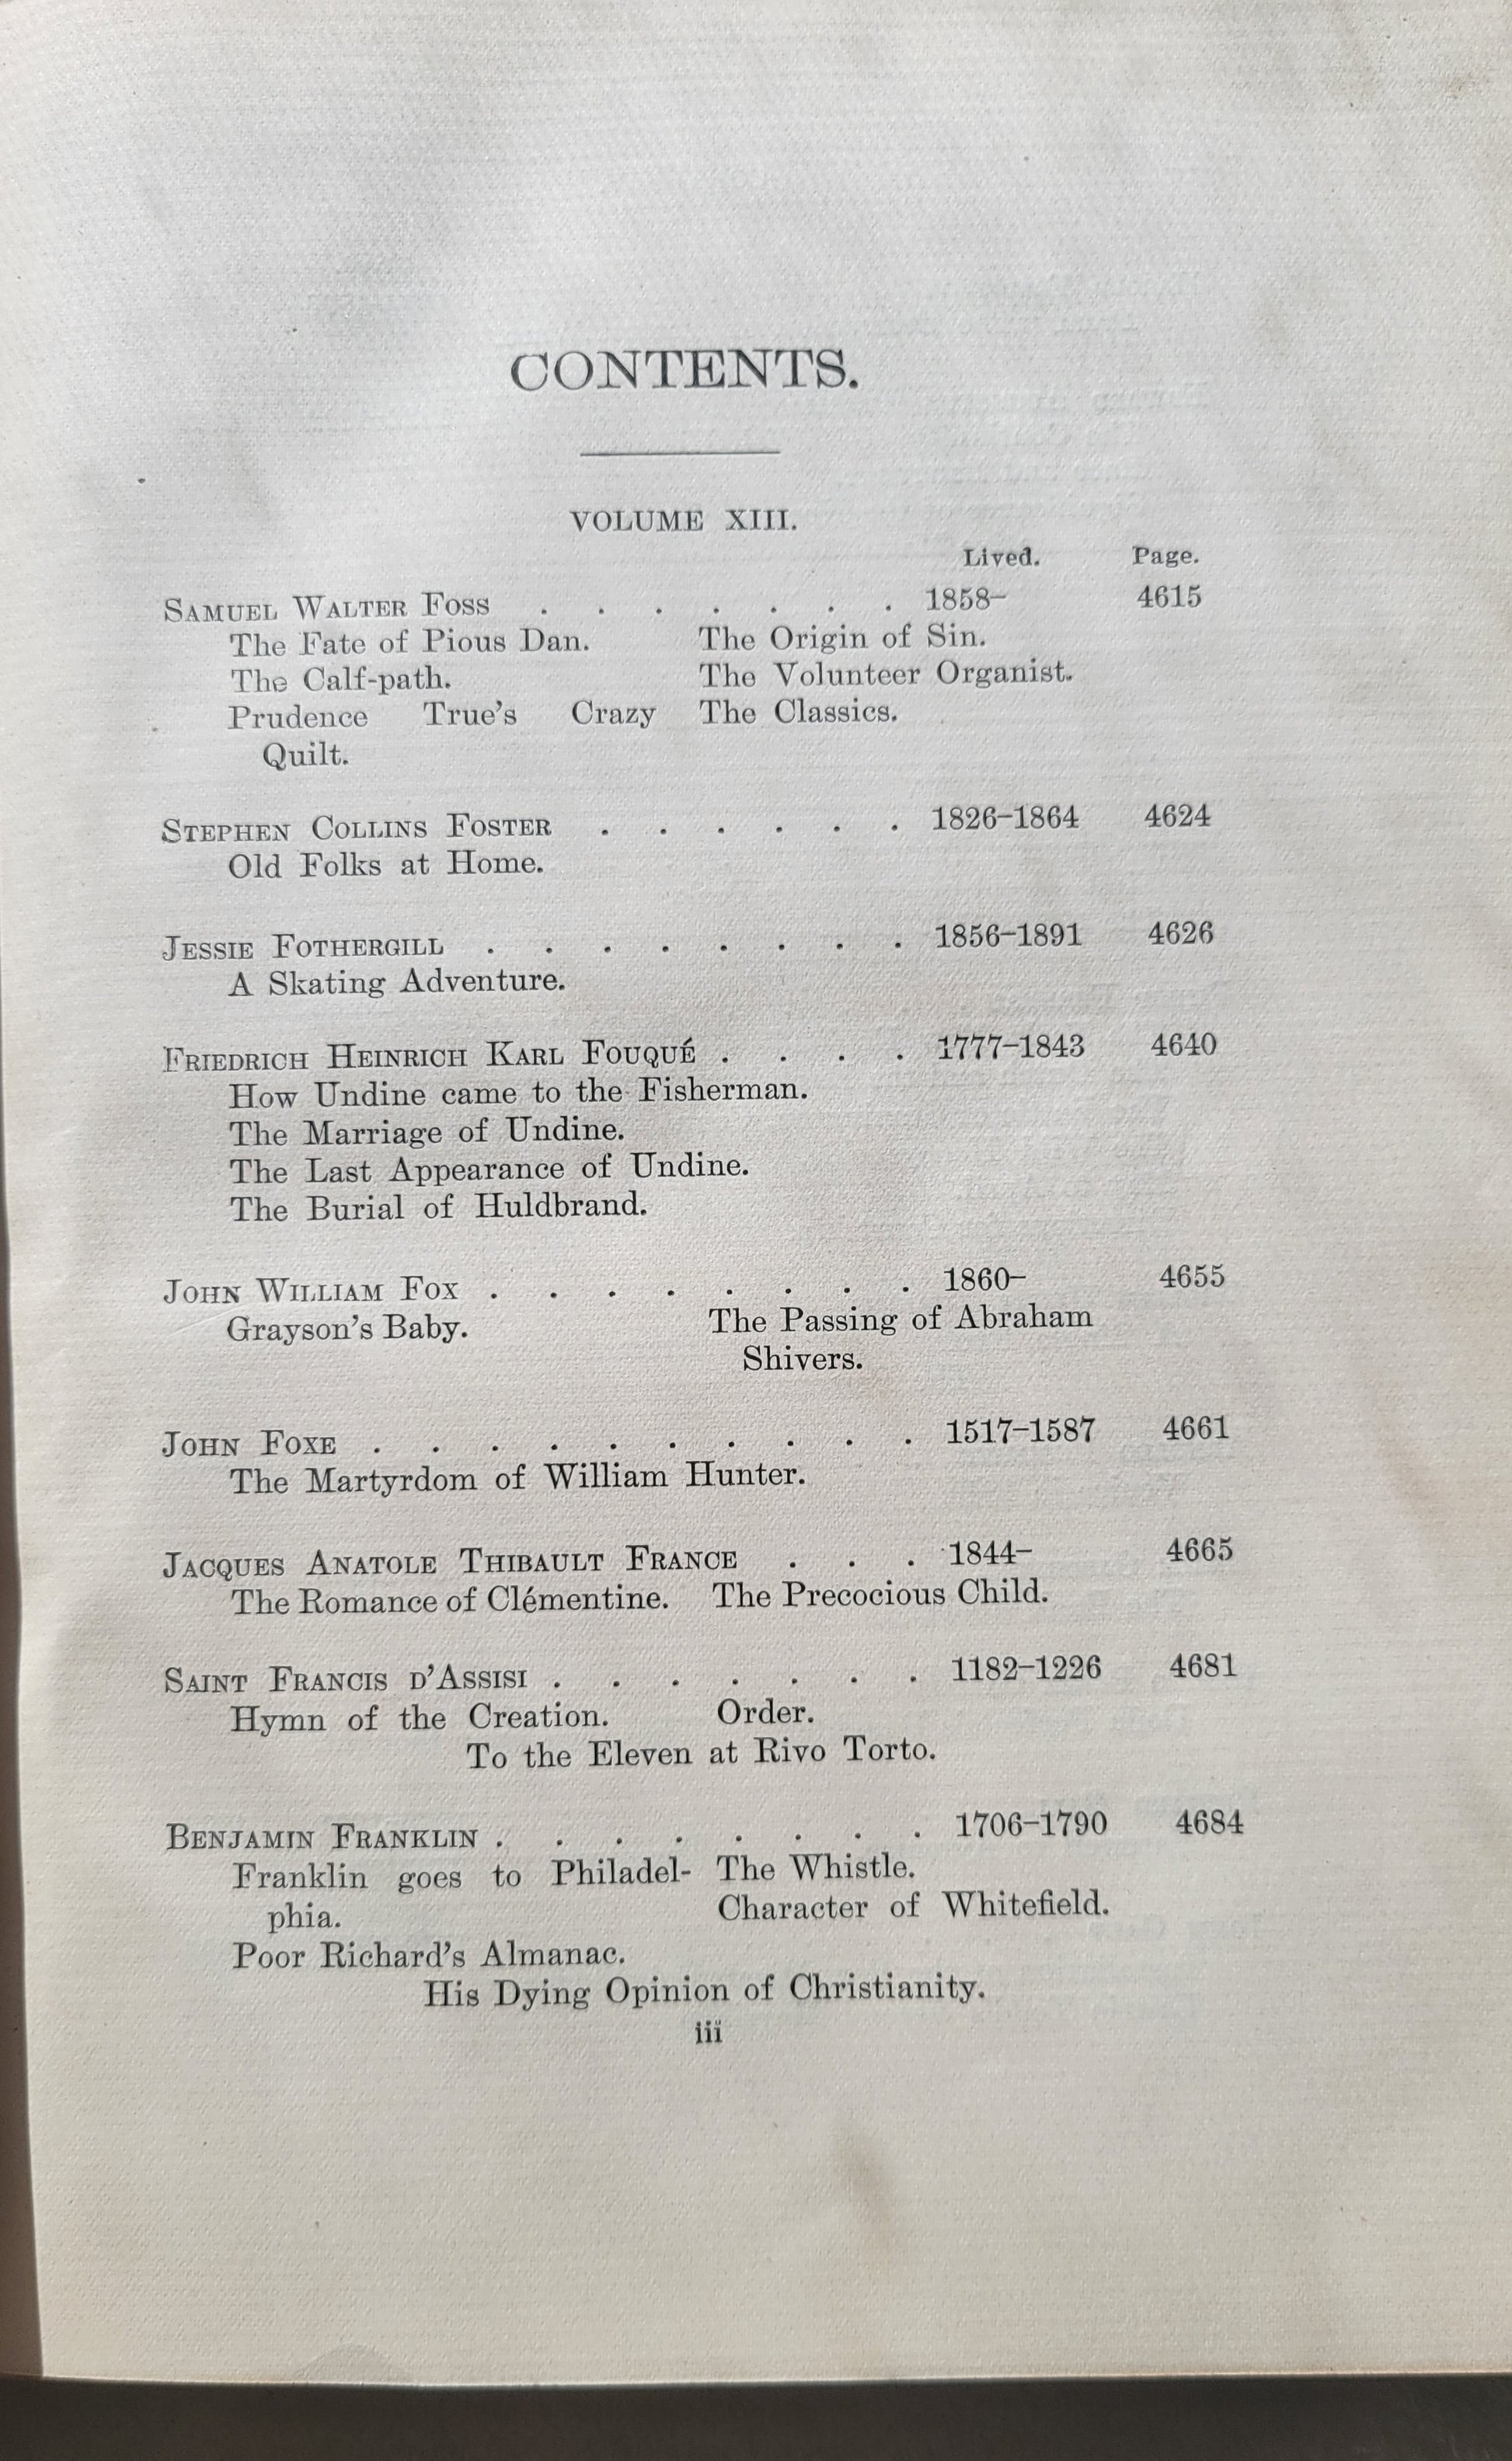 CONTENTS.
VOLUME XIII.
Lived. Page.
SAMUEL WALTER FOSS . . . . . . . 1858– 4615
The Fate of Pious Dan. The Origin of Sin.
The Calf-path. The Volunteer Organist.
Prudence True's Crazy The Classics.
Quilt.
STEPHEN COLLINS FOSTER . . . . . . 1826–1864 4624
Old Folks at Home.
JESSIE FOTHERGILL . . . . . . . . 1856–1891 4626
A Skating Adventure.
FRIEDRICH HEINRICH KARL FOUQUÉ . . . . 1777–1843 4640
How Undine came to the Fisherman.
The Marriage of Undine.
The Last Appearance of Undine.
The Burial of Huldbrand.
JOHN WILLIAM FOX . . . . . . . . 1860– 4655
Grayson's Baby. The Passing of Abraham
Shivers.
JOHN FOXE . . . . . . . . . . 1517–1587 4661
The Martyrdom of William Hunter.
JACQUES ANATOLE THIBAULT FRANCE . . . 1844– 4665
The Romance of Clémentine. The Precocious Child.
SAINT FRANCIS D'ASSISI . . . . . . . 1182–1226 4681
Hymn of the Creation. Order.
To the Eleven at Rivo Torto.
BENJAMIN FRANKLIN . . . . . . . . 1706–1790 4684
Franklin goes to Philadel- The Whistle.
phia. Character of Whitefield.
Poor Richard's Almanac.
His Dying Opinion of Christianity.
iii